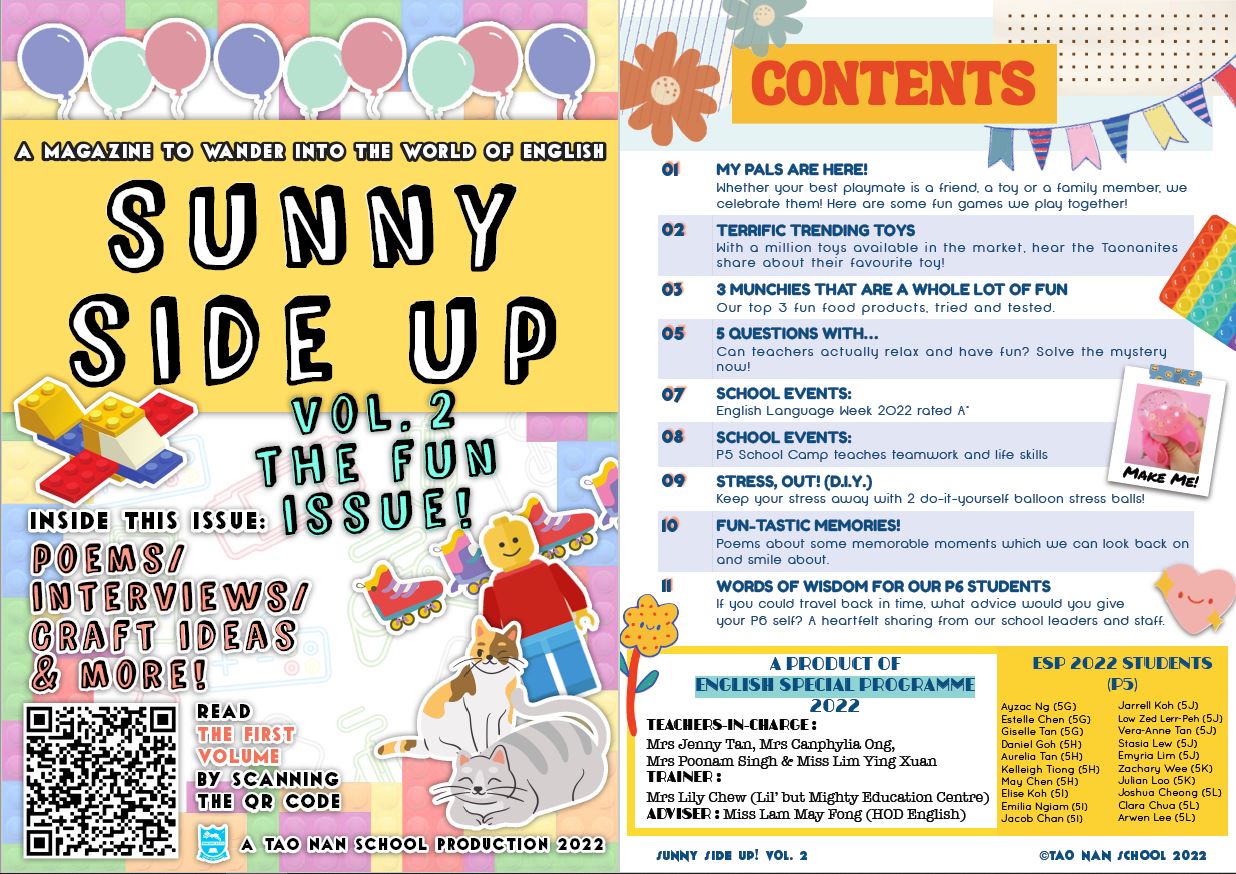 A MAGAZINE TO WANDER INTO THE WORLD OF ENGLISH
SUNNY
SIDE UP
VOL. 2
THE FUN
ISSUE!
INSIDE THIS ISSUE:
POEMS/
INTERVIEWS/
CRAFT IDEAS
& MORE!
READ
THE FIRST
VOLUME
BY SCANNING
THE QR CODE
A TAO NAN SCHOOL PRODUCTION 2022
CONTENTS
01 MY PALS ARE HERE!
Whether your best playmate is a friend, a toy or a family member, we
celebrate them! Here are some fun games we play together!
02 TERRIFIC TRENDING TOYS
With a million toys available in the market, hear the Taonanites
share about their favourite toy!
03 3 MUNCHIES THAT ARE A WHOLE LOT OF FUN
Our top 3 fun food products, tried and tested.
05 5 QUESTIONS WITH...
Can teachers actually relax and have fun? Solve the mystery
now!
07 SCHOOL EVENTS:
English Language Week 2022 rated A*
08 SCHOOL EVENTS:
P5 School Camp teaches teamwork and life skills
09 STRESS, OUT! (D.I.Y.)
Keep your stress away with 2 do-it-yourself balloon stress balls!
MAKE ME!
10 FUN-TASTIC MEMORIES!
Poems about some memorable moments which we can look back on
and smile about.
11 WORDS OF WISDOM FOR OUR P6 STUDENTS
If you could travel back in time, what advice would you give
your P6 self? A heartfelt sharing from our school leaders and staff.
A PRODUCT OF
ENGLISH SPECIAL PROGRAMME
2022
TEACHERS-IN-CHARGE:
Mrs Jenny Tan, Mrs Canphylia Ong,
Mrs Poonam Singh & Miss Lim Ying Xuan
TRAINER:
Mrs Lily Chew (Lil' but Mighty Education Centre)
ADVISER: Miss Lam May Fong (HOD English)
ESP 2022 STUDENTS
(P5)
Ayzac Ng (5G)
Estelle Chen (5G)
Giselle Tan (5G)
Daniel Goh (5H)
Aurelia Tan (5H)
Kelleigh Tiong (5H)
May Chen (5H)
Elise Koh (5I)
Emilia Ngiam (5I)
Jacob Chan (5I)
Jarrell Koh (5J)
Low Zed Lerr-Peh (5J)
Vera-Anne Tan (5J)
Stasia Lew (5J)
Emyria Lim (5J)
Zachary Wee (5K)
Julian Loo (5K)
Joshua Cheong (5L)
Clara Chua (5L)
Arwen Lee (5L)
SUNNY SIDE UP! VOL. 2
©TAO NAN SCHOOL 2022